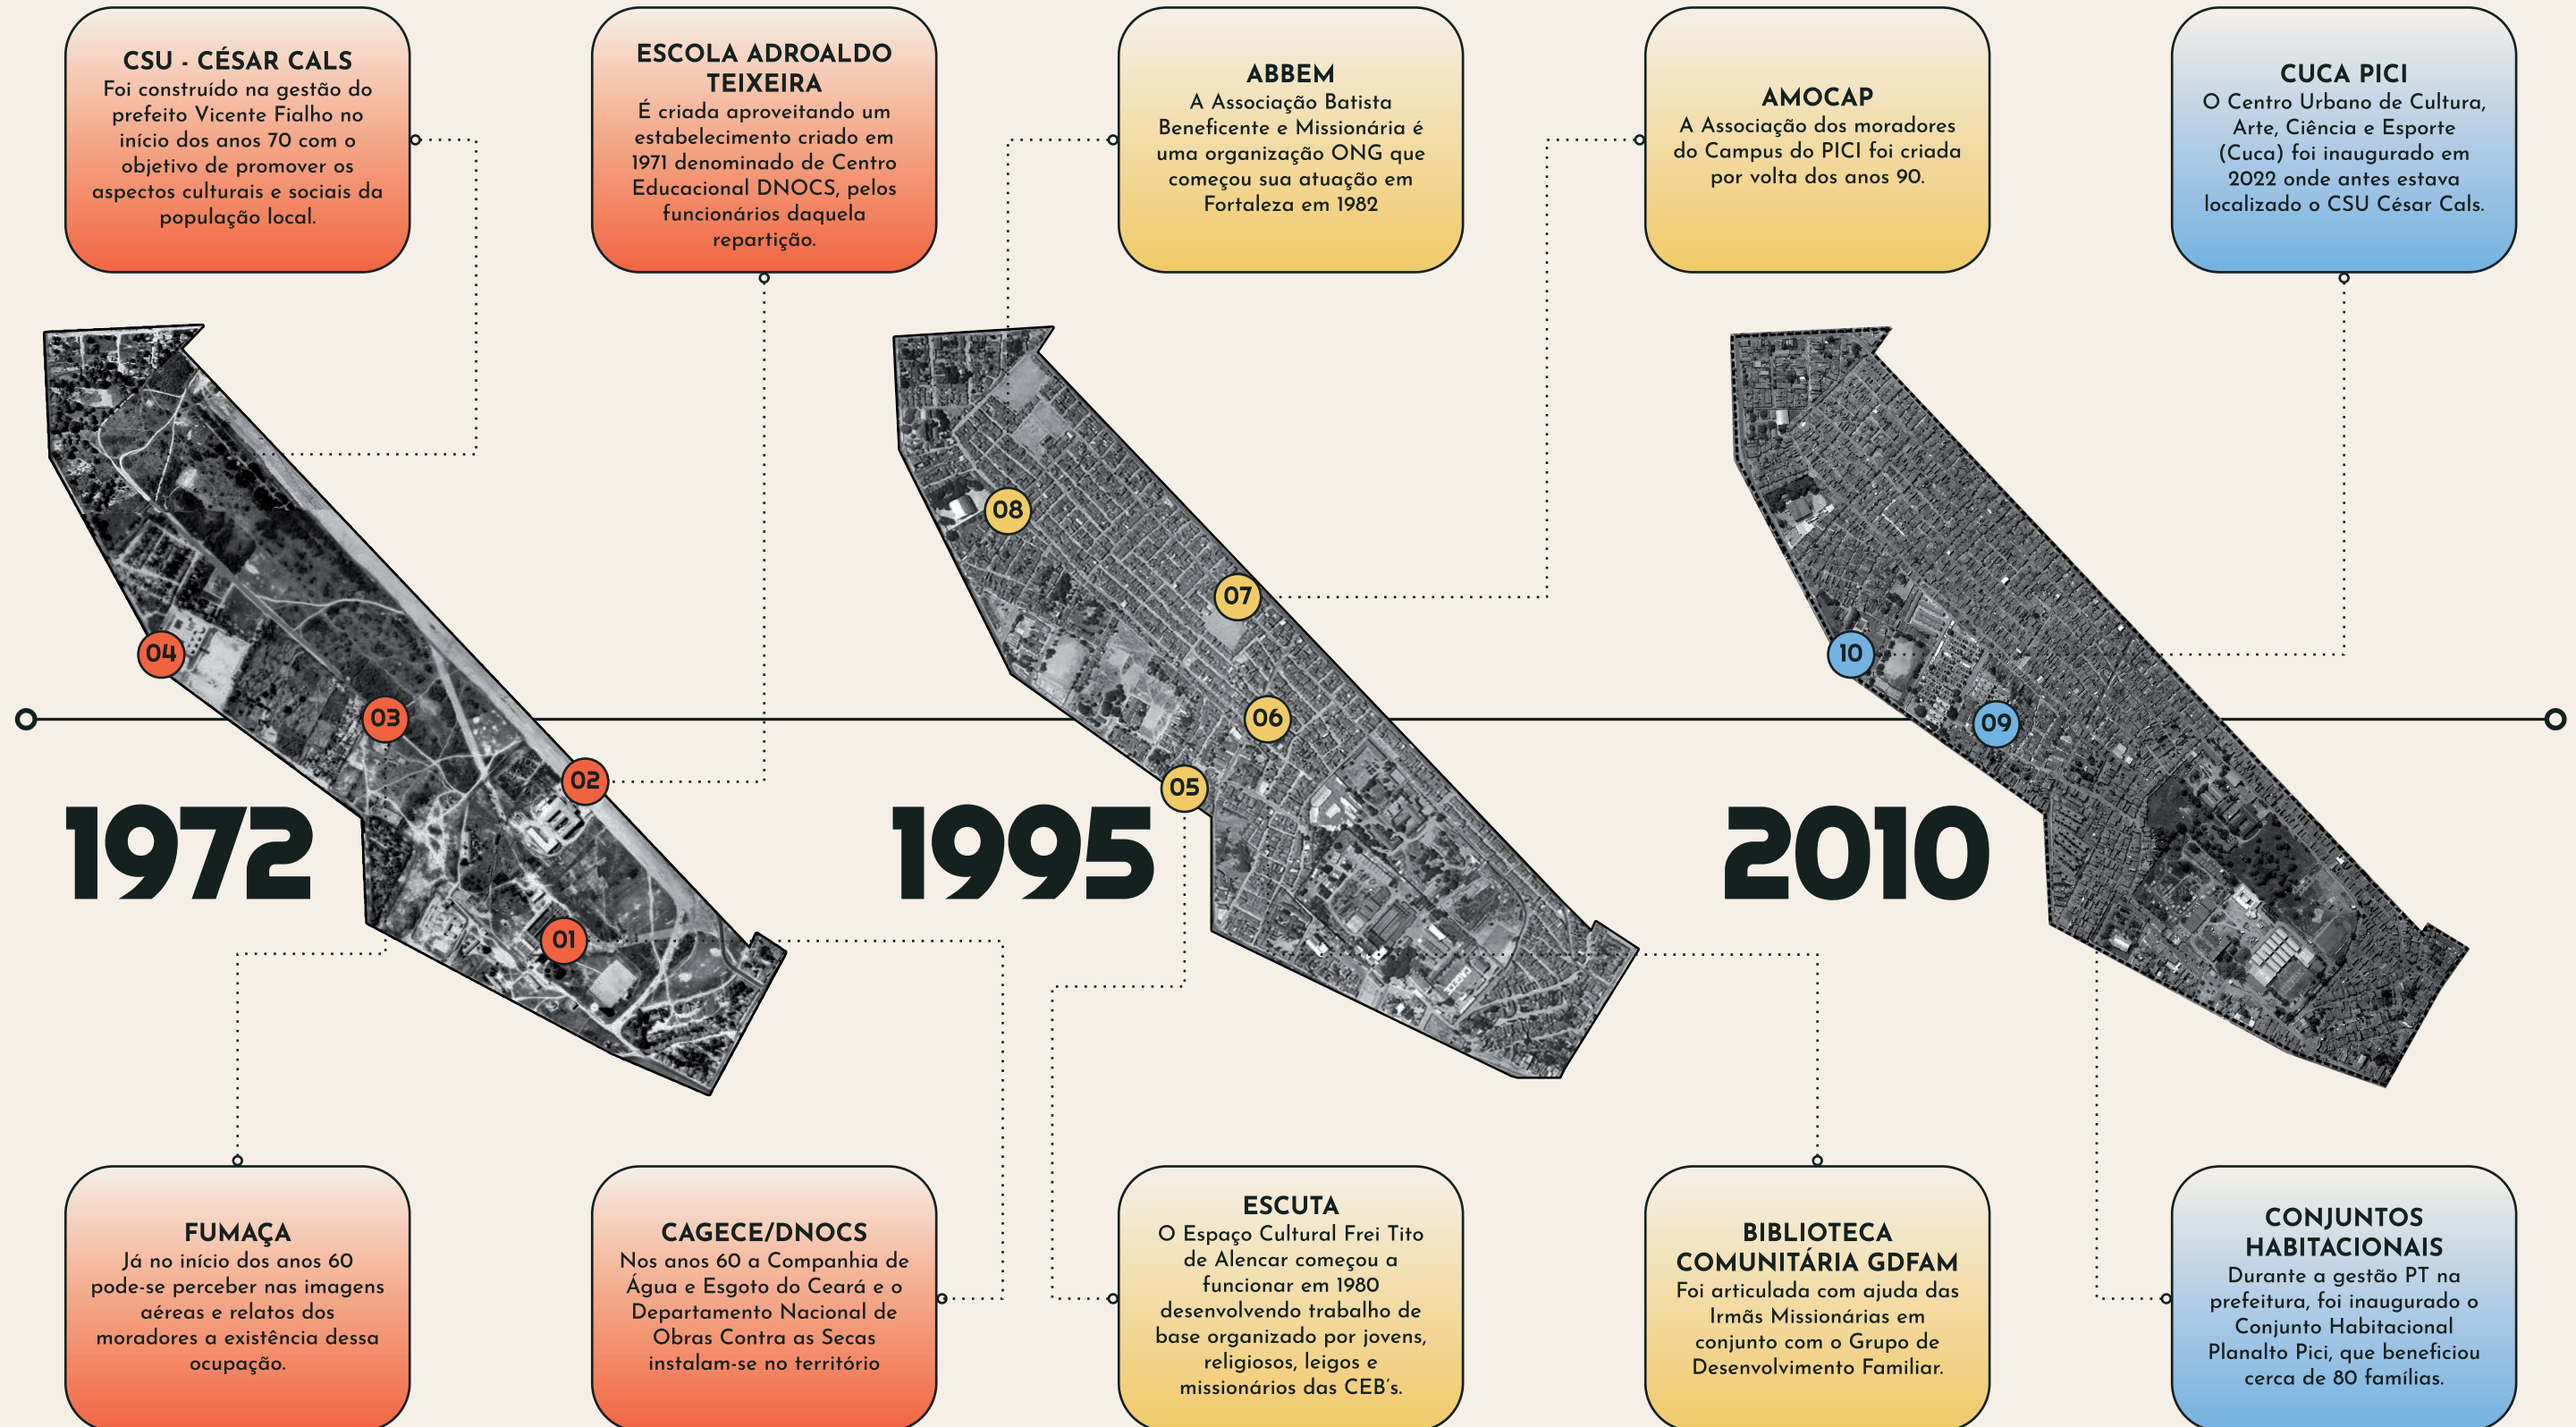 CSU - CÉSAR CALS
Foi construído na gestão do
prefeito Vicente Fialho no
início dos anos 70 com o
objetivo de promover os
aspectos culturais e sociais da
população local.
ESCOLA ADROALDO
TEIXEIRA
É criada aproveitando um
estabelecimento criado em
1971 denominado de Centro
Educacional DNOCS, pelos
funcionários daquela
repartição.
ABBEM
A Associação Batista
Beneficente e Missionária é
uma organização ONG que
começou sua atuação em
Fortaleza em 1982
AMOCAP
A Associação dos moradores
do Campus do PICI foi criada
por volta dos anos 90.
CUCA PICI
O Centro Urbano de Cultura,
Arte, Ciência e Esporte
(Cuca) foi inaugurado em
2022 onde antes estava
localizado o CSU César Cals.
04
03
02
01
1972
08
07
06
05
1995
10
09
2010
FUMAÇA
Já no início dos anos 60
pode-se perceber nas imagens
aéreas e relatos dos
moradores a existência dessa
ocupação.
CAGECE/DNOCS
Nos anos 60 a Companhia de
Água e Esgoto do Ceará e o
Departamento Nacional de
Obras Contra as Secas
instalam-se no território
ESCUTA
O Espaço Cultural Frei Tito
de Alencar começou a
funcionar em 1980
desenvolvendo trabalho de
base organizado por jovens,
religiosos, leigos e
missionários das CEB's.
BIBLIOTECA
COMUNITÁRIA GDFAM
Foi articulada com ajuda das
Irmãs Missionárias em
conjunto com o Grupo de
Desenvolvimento Familiar.
CONJUNTOS
HABITACIONAIS
Durante a gestão PT na
prefeitura, foi inaugurado o
Conjunto Habitacional
Planalto Pici, que beneficiou
cerca de 80 famílias.